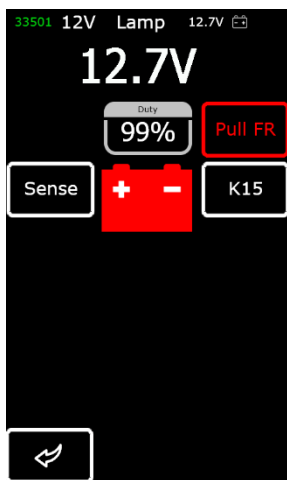 33501 12V Lamp 12.7V
12.7V
Duty
99%
Pull FR
Sense
+ -
K15